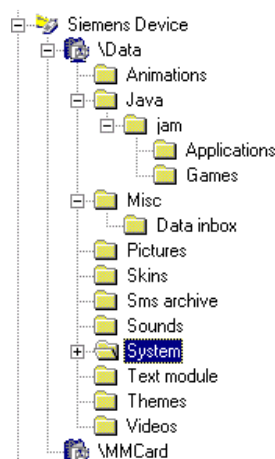 Siemens Device
\Data
Animations
Java
jam
Applications
Games
Misc
Data inbox
Pictures
Skins
Sms archive
Sounds
System
Text module
Themes
Videos
\MMCard